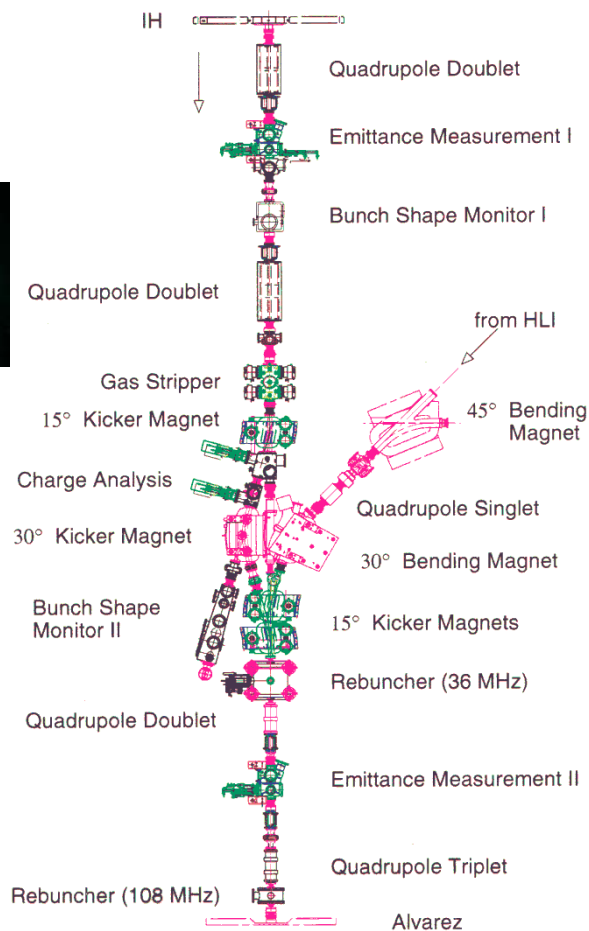 IH
Quadrupole Doublet
Emittance Measurement I
Bunch Shape Monitor I
Quadrupole Doublet
from HLI
Gas Stripper
15° Kicker Magnet
45° Bending
Magnet
Charge Analysis
Quadrupole Singlet
30° Kicker Magnet
30° Bending Magnet
Bunch Shape
Monitor II
15° Kicker Magnets
Rebuncher (36 MHz)
Quadrupole Doublet
Emittance Measurement II
Quadrupole Triplet
Rebuncher (108 MHz)
Alvarez